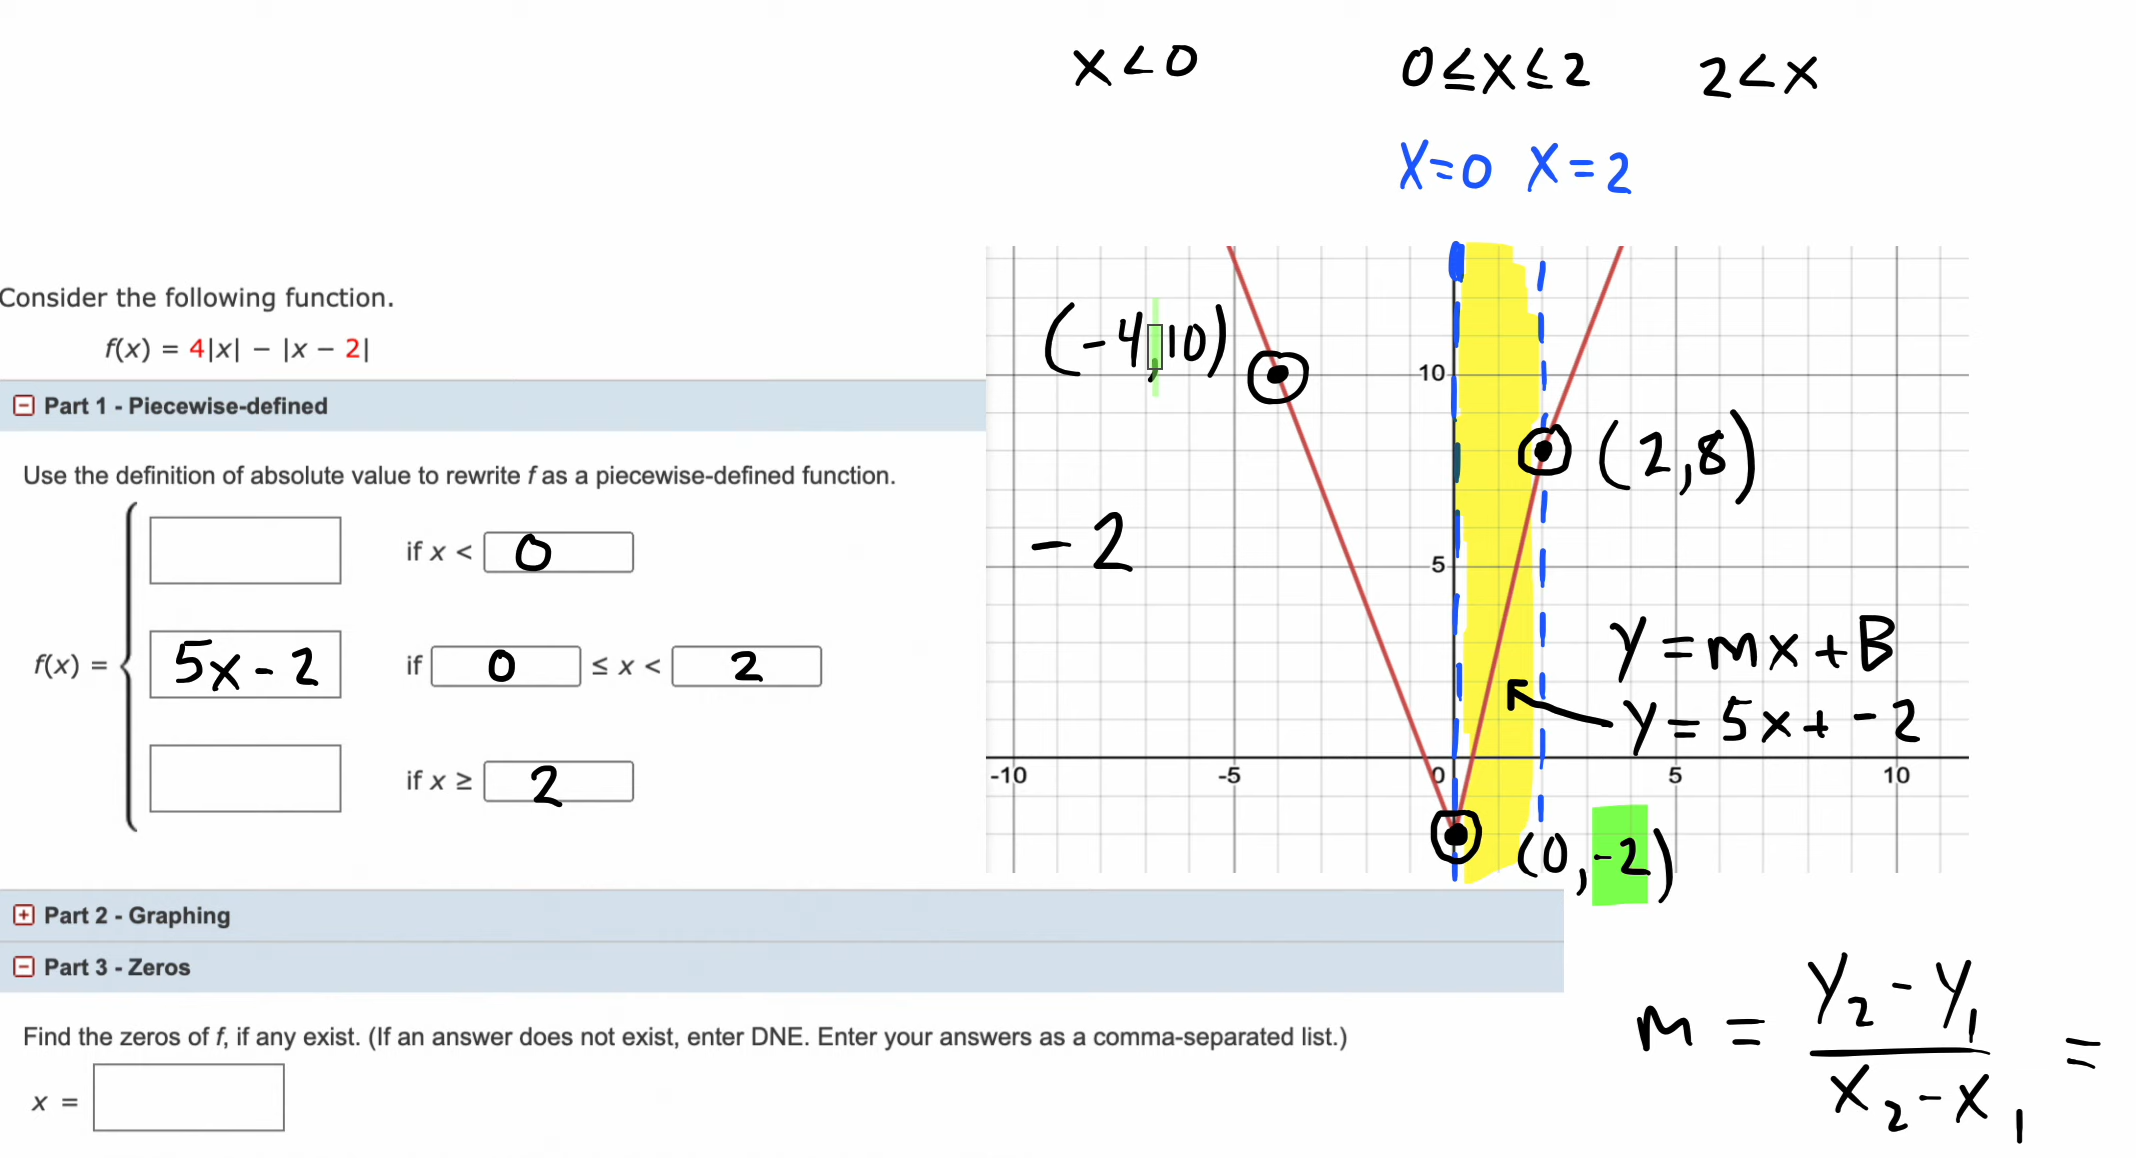 x < 0 0 ≤ x ≤ 2 2 < x
x = 0 x = 2
Consider the following function.
f(x) = 4|x| − |x − 2|
Part 1 - Piecewise-defined
Use the definition of absolute value to rewrite f as a piecewise-defined function.
if x < 0
f(x) = 5x - 2 if 0 ≤ x < 2
if x ≥ 2
(-4,10)
10
(2,8)
-2
5
y = mx + B
y = 5x + -2
-10 -5 0 5 10
(0,-2)
Part 2 - Graphing
Part 3 - Zeros
Find the zeros of f, if any exist. (If an answer does not exist, enter DNE. Enter your answers as a comma-separated list.)
x =
m = y₂ - y₁ / x₂ - x₁ =